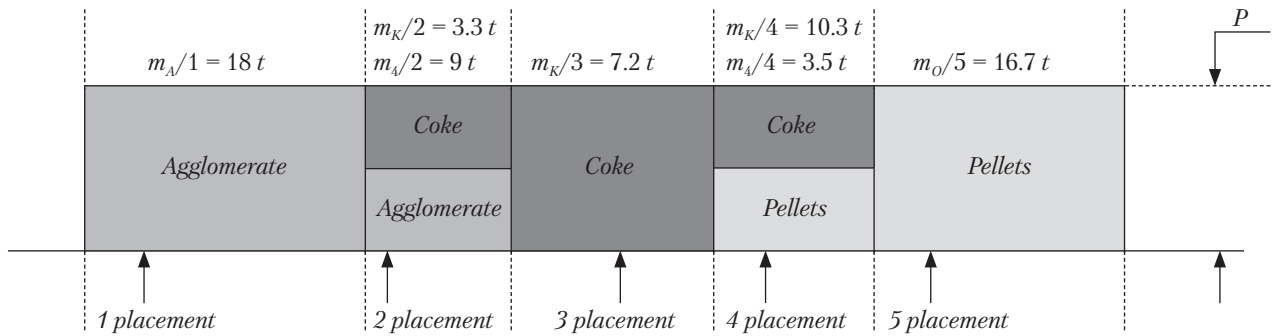 m_K/2 = 3.3 t
m_4/2 = 9 t
m_K/4 = 10.3 t
m_4/4 = 3.5 t
P
m_A/1 = 18 t
m_K/3 = 7.2 t
m_O/5 = 16.7 t
Agglomerate
Coke
Agglomerate
Coke
Coke
Pellets
Pellets
1 placement
2 placement
3 placement
4 placement
5 placement